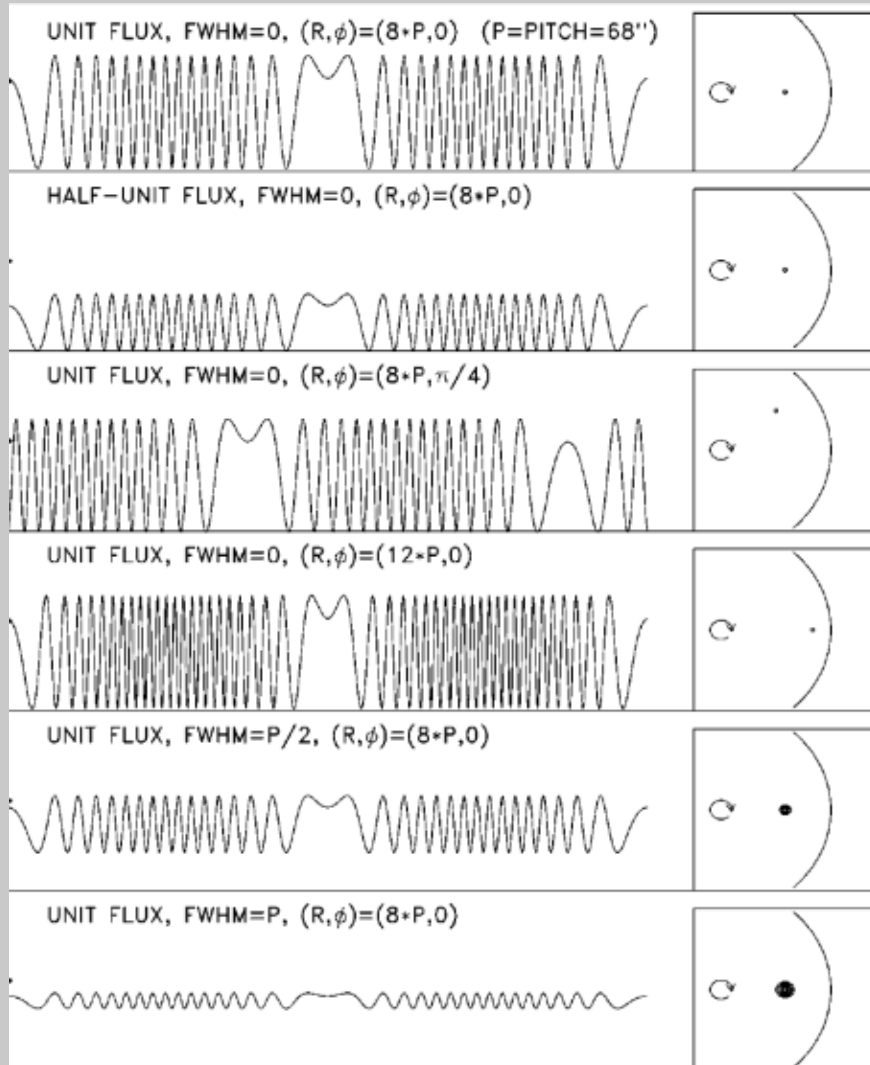 UNIT FLUX, FWHM=0, (R,ϕ)=(8*P,0) (P=PITCH=68'')
HALF-UNIT FLUX, FWHM=0, (R,ϕ)=(8*P,0)
UNIT FLUX, FWHM=0, (R,ϕ)=(8*P,π/4)
UNIT FLUX, FWHM=0, (R,ϕ)=(12*P,0)
UNIT FLUX, FWHM=P/2, (R,ϕ)=(8*P,0)
UNIT FLUX, FWHM=P, (R,ϕ)=(8*P,0)